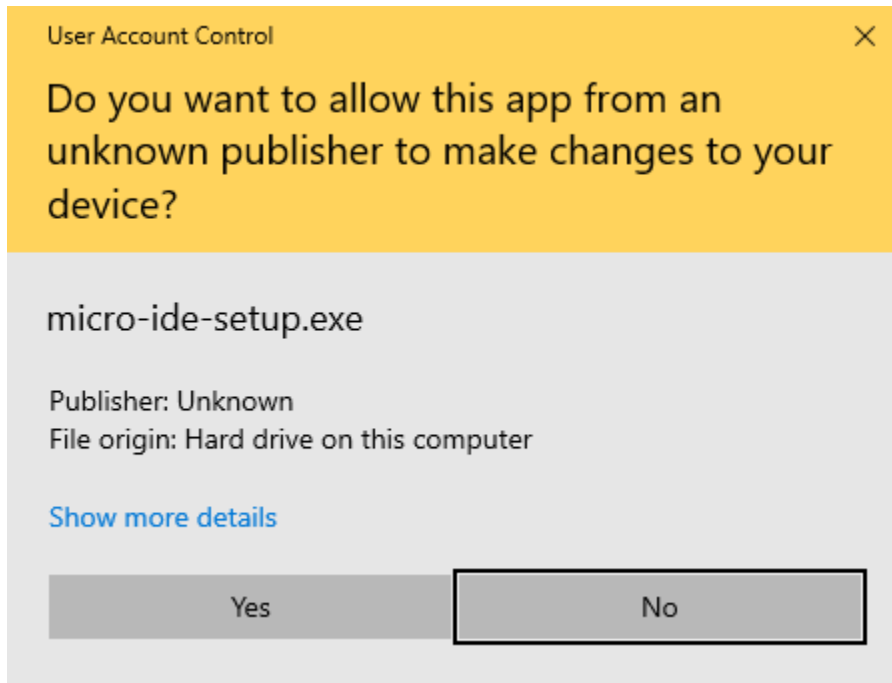 User Account Control
Do you want to allow this app from an
unknown publisher to make changes to your
device?
micro-ide-setup.exe
Publisher: Unknown
File origin: Hard drive on this computer
Show more details
Yes
No